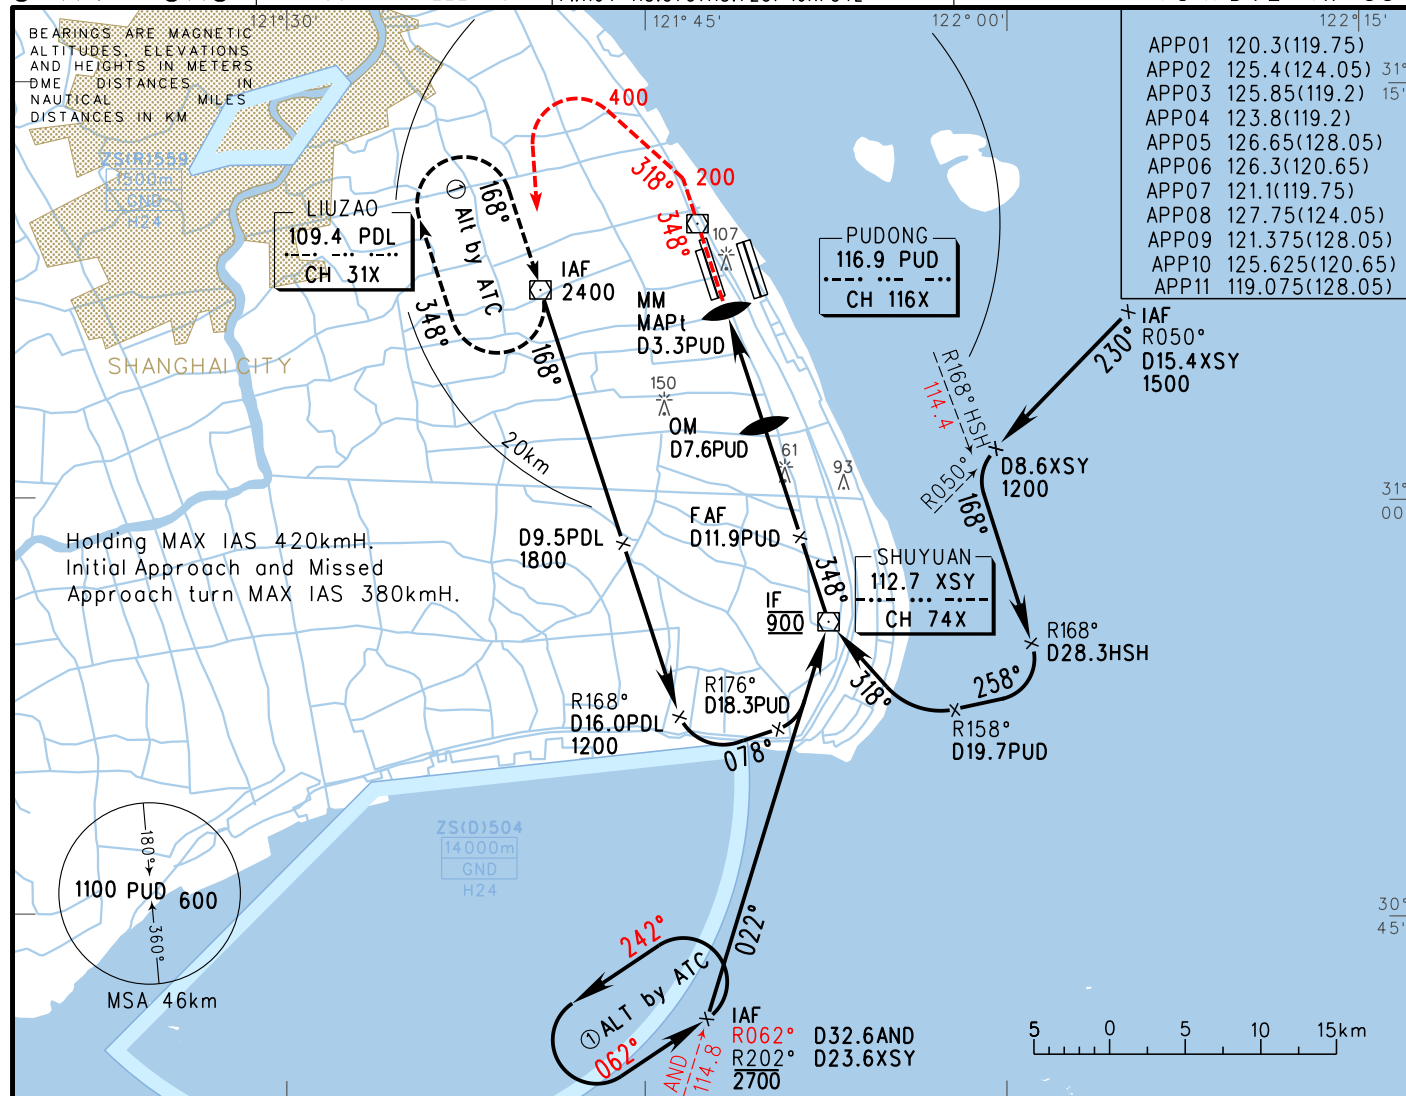 121°30′
121°45′
122°00′
122°15′
BEARINGS ARE MAGNETIC
ALTITUDES, ELEVATIONS
AND HEIGHTS IN METERS
DME DISTANCES IN
NAUTICAL MILES
DISTANCES IN KM
APP01 120.3(119.75)
APP02 125.4(124.05)
APP03 125.85(119.2)
APP04 123.8(119.2)
APP05 126.65(128.05)
APP06 126.3(120.65)
APP07 121.1(119.75)
APP08 127.75(124.05)
APP09 121.375(128.05)
APP10 125.625(120.65)
APP11 119.075(128.05)
31°
15′
ZS(R)1559
1500m
GND
H24
400
318°
200
348°
107
168°
① Alt by ATC
348°
LIUZAO
109.4 PDL
CH 31X
IAF
2400
168°
PUDONG
116.9 PUD
CH 116X
MM
MAPt
D3.3PUD
IAF
R050°
D15.4XSY
1500
230°
SHANGHAI CITY
150
R168°HSH
114.4
OM
D7.6PUD
61
93
20km
D8.6XSY
1200
R050°
168°
31°
00′
Holding MAX IAS 420kmH.
Initial Approach and Missed
Approach turn MAX IAS 380kmH.
D9.5PDL
1800
FAF
D11.9PUD
348°
SHUYUAN
112.7 XSY
CH 74X
IF
900
R168°
D28.3HSH
258°
318°
R176°
D18.3PUD
R168°
D16.0PDL
1200
078°
R158°
D19.7PUD
ZS(D)504
14000m
GND
H24
180°
1100 PUD 600
360°
MSA 46km
30°
45′
022°
242°
①ALT by ATC
062°
IAF
R062° D32.6AND
R202° D23.6XSY
2700
AND
114.8
5 0 5 10 15km